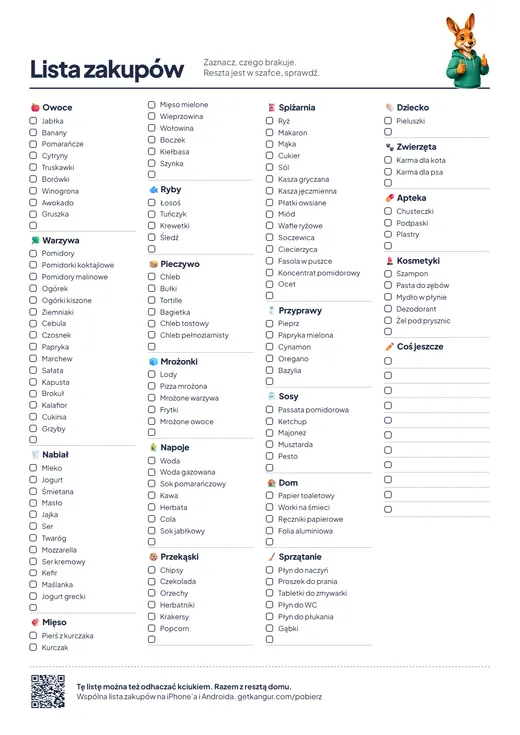 Lista zakupów
Zaznacz, czego brakuje.
Reszta jest w szafce, sprawdź.
Owoce
Jabłka
Banany
Pomarańcze
Cytryny
Truskawki
Borówki
Winogrona
Awokado
Gruszka
Warzywa
Pomidory
Pomidorki koktajlowe
Pomidory malinowe
Ogórek
Ogórki kiszone
Ziemniaki
Cebula
Czosnek
Papryka
Marchew
Sałata
Kapusta
Brokuł
Kalafior
Cukinia
Grzyby
Nabiał
Mleko
Jogurt
Śmietana
Masło
Jajka
Ser
Twaróg
Mozzarella
Ser kremowy
Kefir
Maślanka
Jogurt grecki
Mięso
Pierś z kurczaka
Kurczak
Mięso mielone
Wieprzowina
Wołowina
Boczek
Kiełbasa
Szynka
Ryby
Łosoś
Tuńczyk
Krewetki
Śledź
Pieczywo
Chleb
Bułki
Tortille
Bagietka
Chleb tostowy
Chleb pełnoziarnisty
Mrożonki
Lody
Pizza mrożona
Mrożone warzywa
Frytki
Mrożone owoce
Napoje
Woda
Woda gazowana
Sok pomarańczowy
Kawa
Herbata
Cola
Sok jabłkowy
Przekąski
Chipsy
Czekolada
Orzechy
Herbatniki
Krakersy
Popcorn
Spiżarnia
Ryż
Makaron
Mąka
Cukier
Sól
Kasza gryczana
Kasza jęczmienna
Płatki owsiane
Miód
Wafle ryżowe
Soczewica
Ciecierzyca
Fasola w puszce
Koncentrat pomidorowy
Ocet
Przyprawy
Pieprz
Papryka mielona
Cynamon
Oregano
Bazylia
Sosy
Passata pomidorowa
Ketchup
Majonez
Musztarda
Pesto
Dom
Papier toaletowy
Worki na śmieci
Ręczniki papierowe
Folia aluminiowa
Sprzątanie
Płyn do naczyń
Proszek do prania
Tabletki do zmywarki
Płyn do WC
Płyn do płukania
Gąbki
Dziecko
Pieluszki
Zwierzęta
Karma dla kota
Karma dla psa
Apteka
Chusteczki
Podpaski
Plastry
Kosmetyki
Szampon
Pasta do zębów
Mydło w płynie
Dezodorant
Żel pod prysznic
Coś jeszcze
Tę listę można też odhaczać kciukiem. Razem z resztą domu.
Wspólna lista zakupów na iPhone'a i Androida. getkangur.com/pobierz